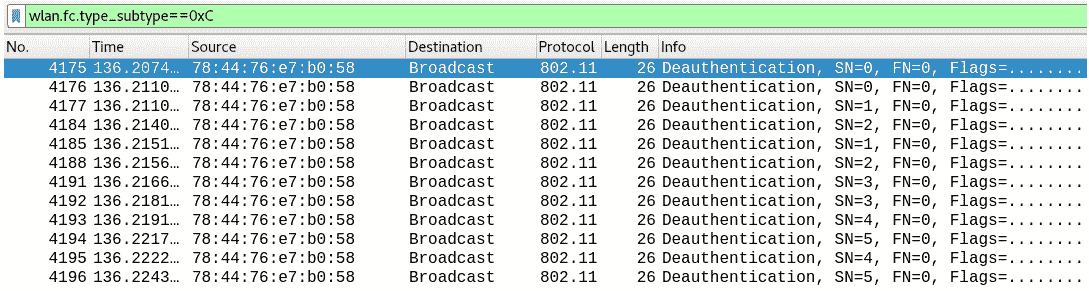 wlan.fc.type_subtype==0xC
No. Time Source Destination Protocol Length Info
4175 136.2074… 78:44:76:e7:b0:58 Broadcast 802.11 26 Deauthentication, SN=0, FN=0, Flags=........
4176 136.2110… 78:44:76:e7:b0:58 Broadcast 802.11 26 Deauthentication, SN=0, FN=0, Flags=........
4177 136.2110… 78:44:76:e7:b0:58 Broadcast 802.11 26 Deauthentication, SN=1, FN=0, Flags=........
4184 136.2140… 78:44:76:e7:b0:58 Broadcast 802.11 26 Deauthentication, SN=2, FN=0, Flags=........
4185 136.2151… 78:44:76:e7:b0:58 Broadcast 802.11 26 Deauthentication, SN=1, FN=0, Flags=........
4188 136.2156… 78:44:76:e7:b0:58 Broadcast 802.11 26 Deauthentication, SN=2, FN=0, Flags=........
4191 136.2166… 78:44:76:e7:b0:58 Broadcast 802.11 26 Deauthentication, SN=3, FN=0, Flags=........
4192 136.2181… 78:44:76:e7:b0:58 Broadcast 802.11 26 Deauthentication, SN=3, FN=0, Flags=........
4193 136.2191… 78:44:76:e7:b0:58 Broadcast 802.11 26 Deauthentication, SN=4, FN=0, Flags=........
4194 136.2217… 78:44:76:e7:b0:58 Broadcast 802.11 26 Deauthentication, SN=5, FN=0, Flags=........
4195 136.2222… 78:44:76:e7:b0:58 Broadcast 802.11 26 Deauthentication, SN=4, FN=0, Flags=........
4196 136.2243… 78:44:76:e7:b0:58 Broadcast 802.11 26 Deauthentication, SN=5, FN=0, Flags=........